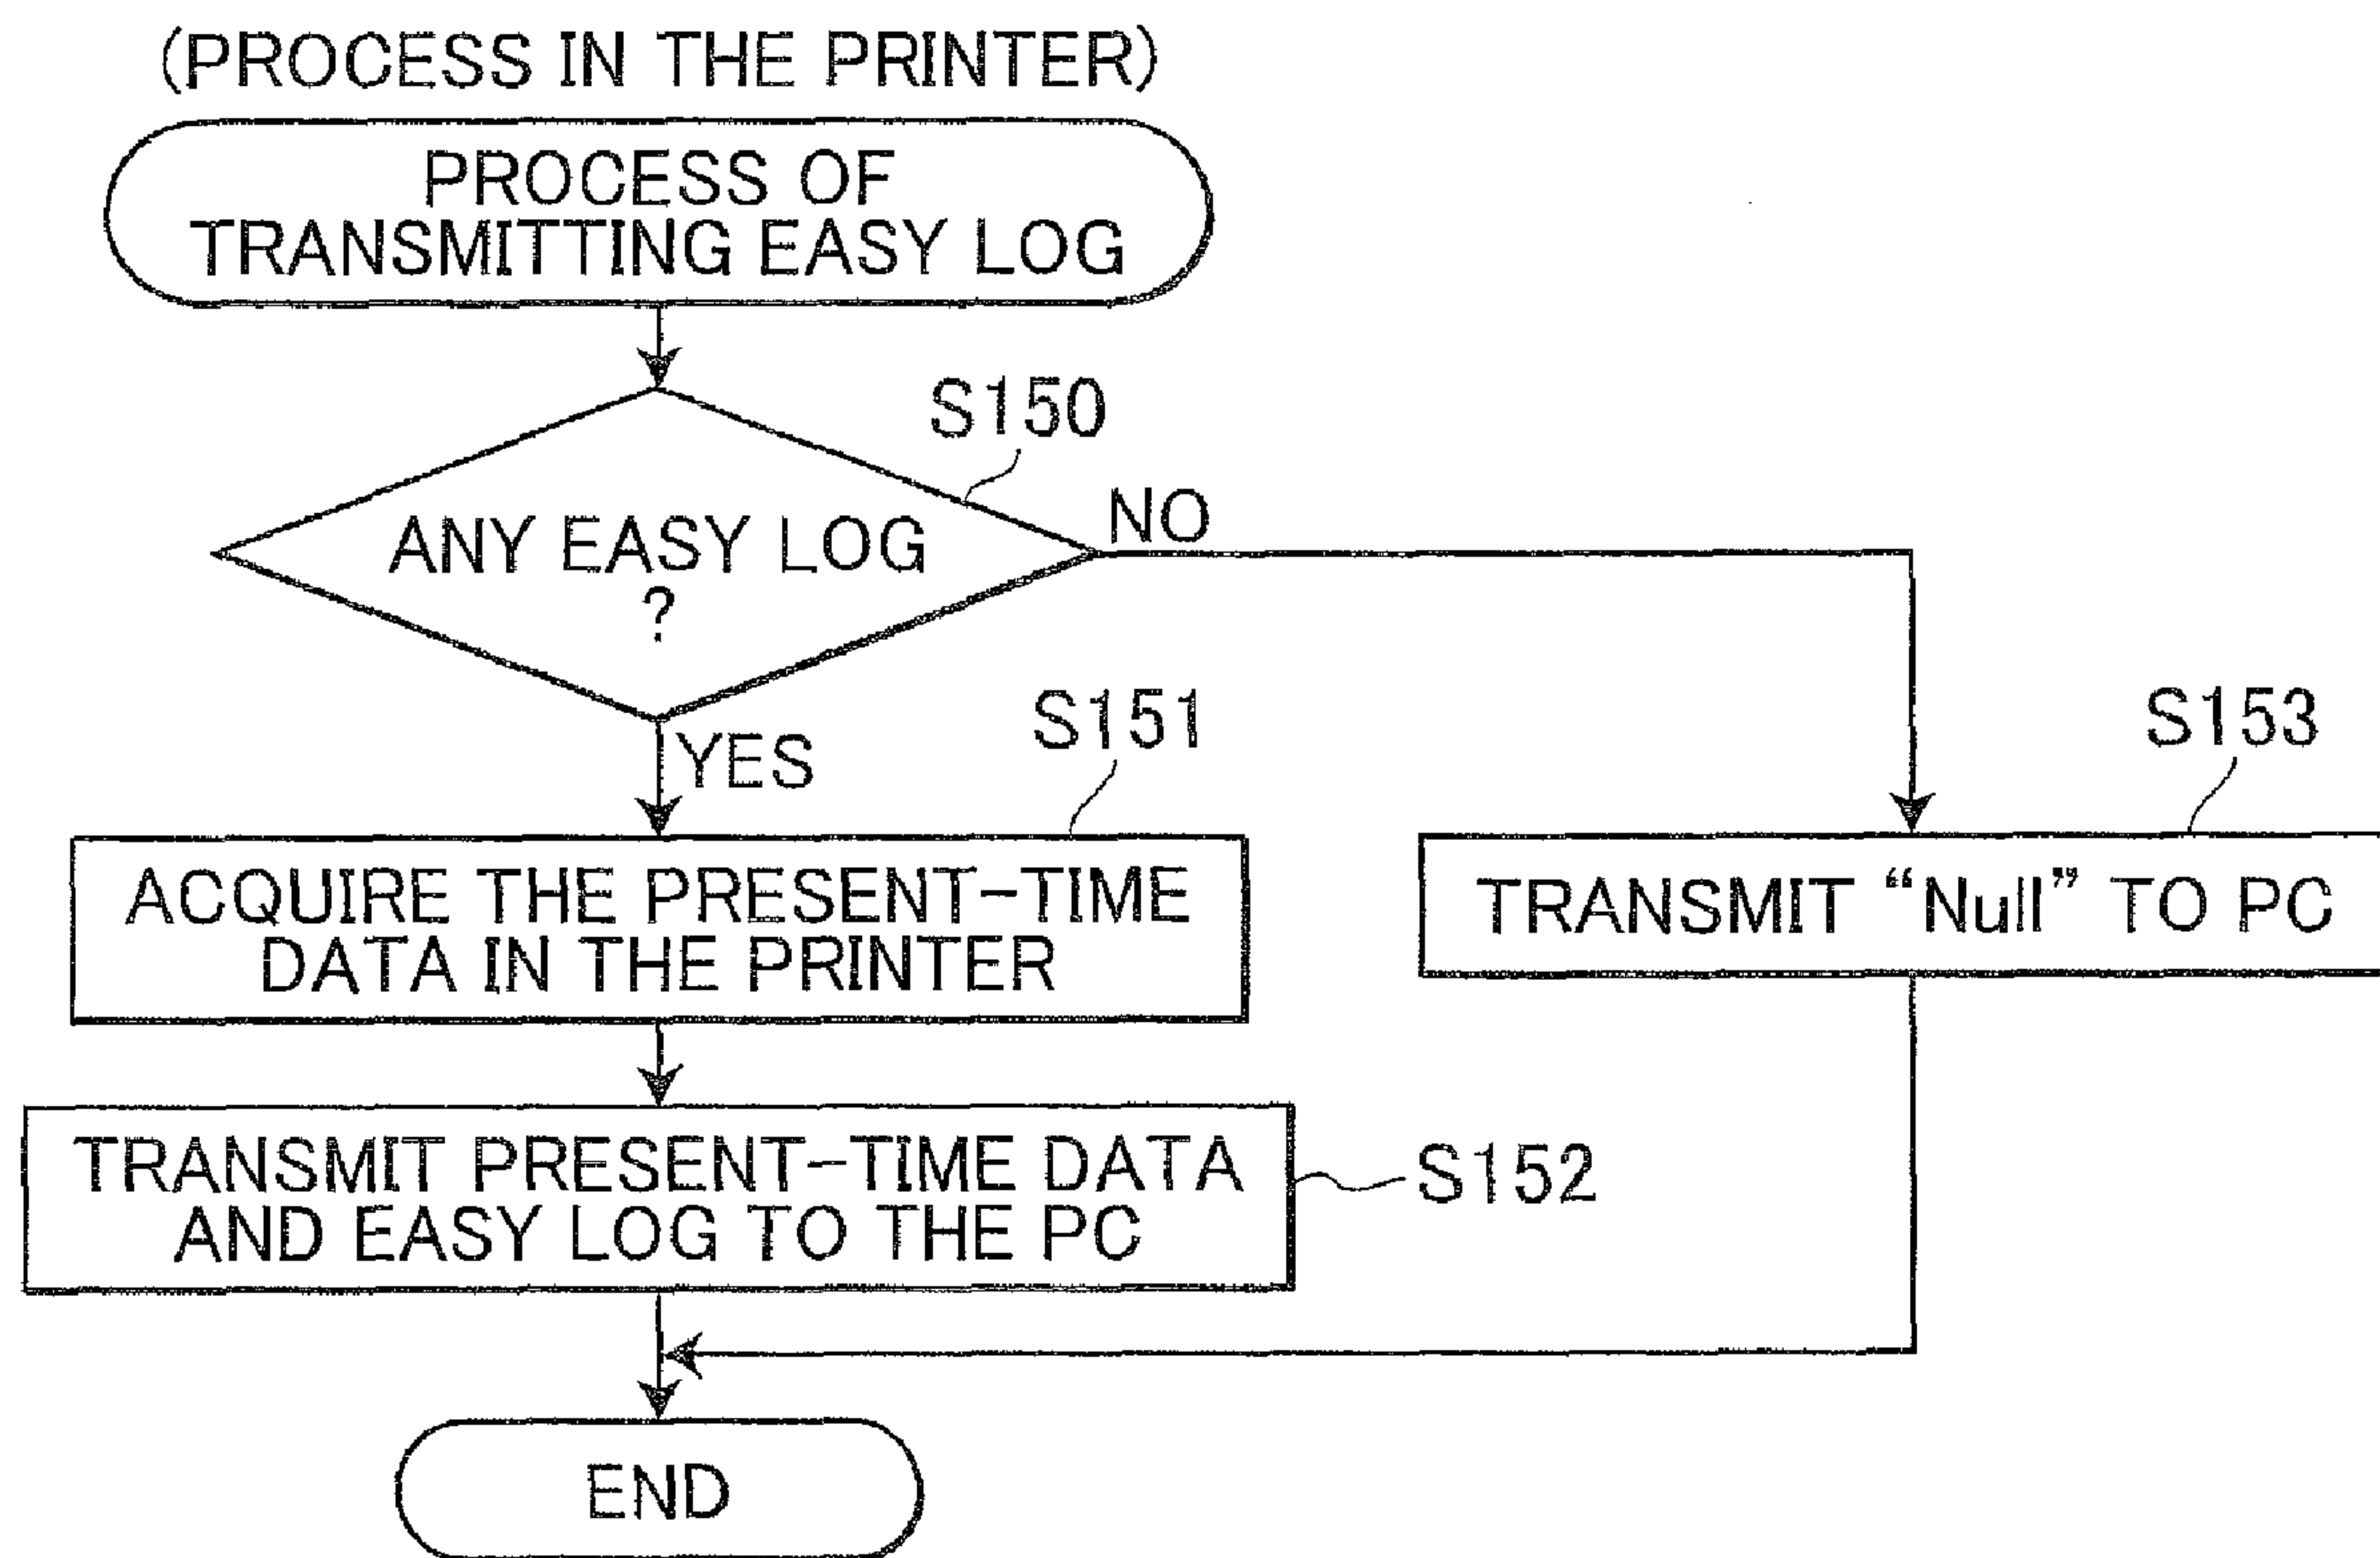 (PROCESS IN THE PRINTER)
PROCESS OF
TRANSMITTING EASY LOG
S150
ANY EASY LOG
?
NO
YES
S151
ACQUIRE THE PRESENT-TIME
DATA IN THE PRINTER
S153
TRANSMIT “Null” TO PC
TRANSMIT PRESENT-TIME DATA
AND EASY LOG TO THE PC
S152
END